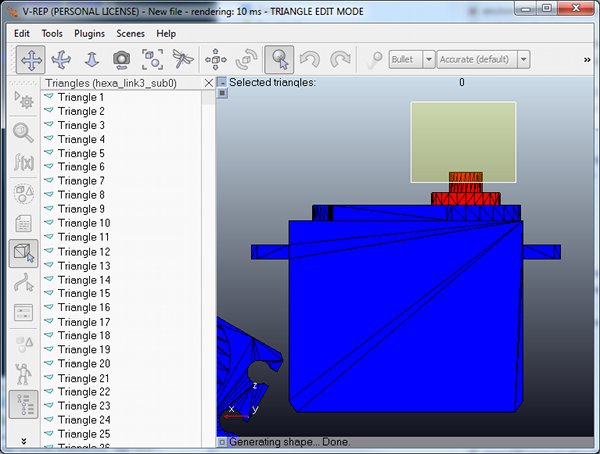 V-REP (PERSONAL LICENSE) - New file - rendering: 10 ms - TRIANGLE EDIT MODE
Edit Tools Plugins Scenes Help
Bullet Accurate (default) »
Triangles (hexa_link3_sub0)
Selected triangles: 0
Triangle 1
Triangle 2
Triangle 3
Triangle 4
Triangle 5
Triangle 6
Triangle 7
Triangle 8
Triangle 9
Triangle 10
Triangle 11
Triangle 12
Triangle 13
Triangle 14
Triangle 15
Triangle 16
Triangle 17
Triangle 18
Triangle 19
Triangle 20
Triangle 21
Triangle 22
Triangle 23
Triangle 24
Triangle 25
f(x)
z
x y
Generating shape... Done.